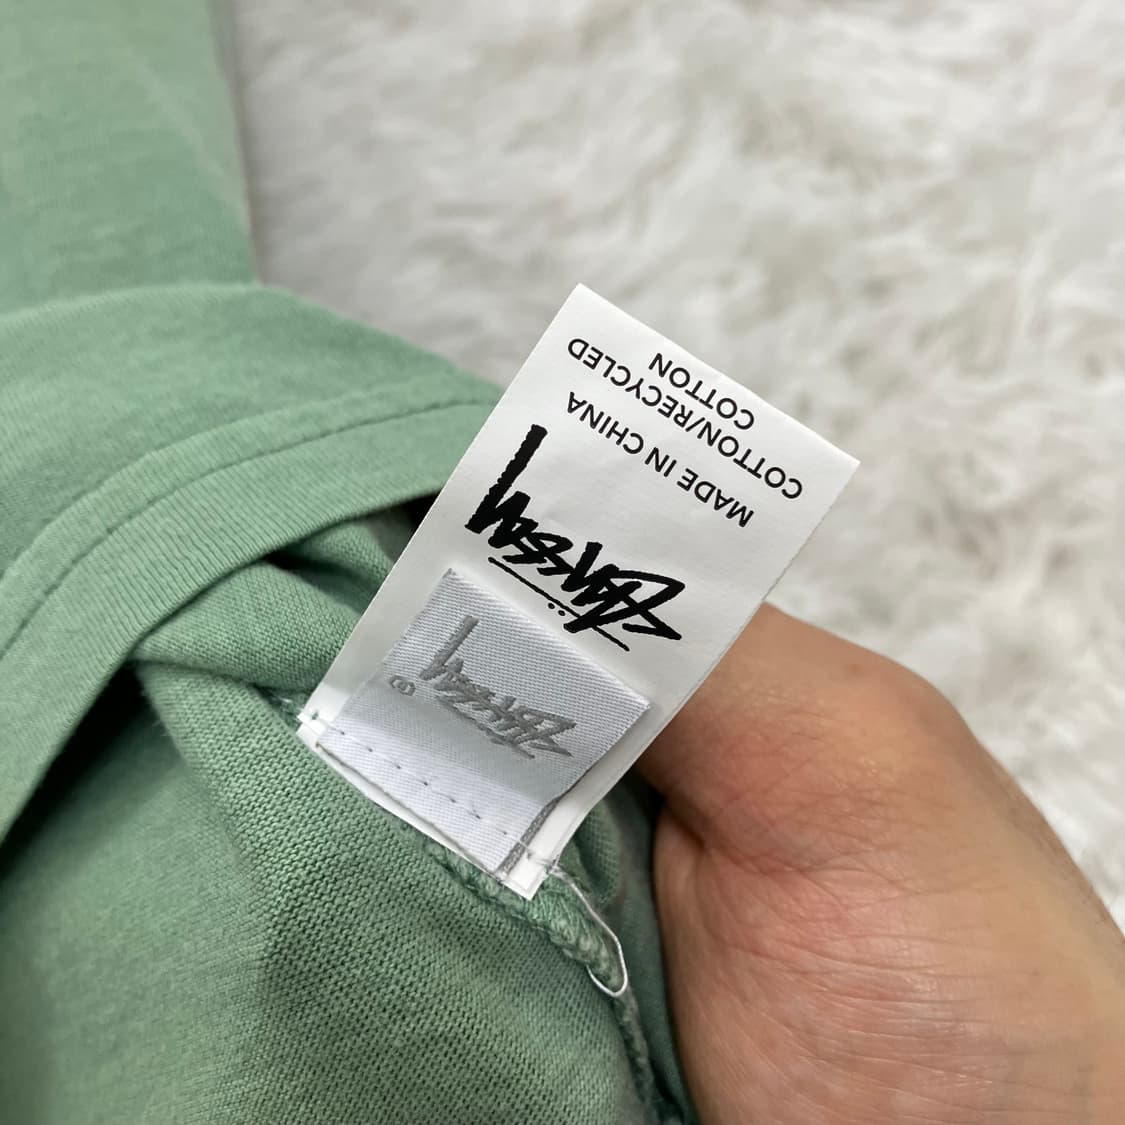 Stüssy
®
Stüssy
MADE IN CHINA
COTTON/RECYCLED
COTTON